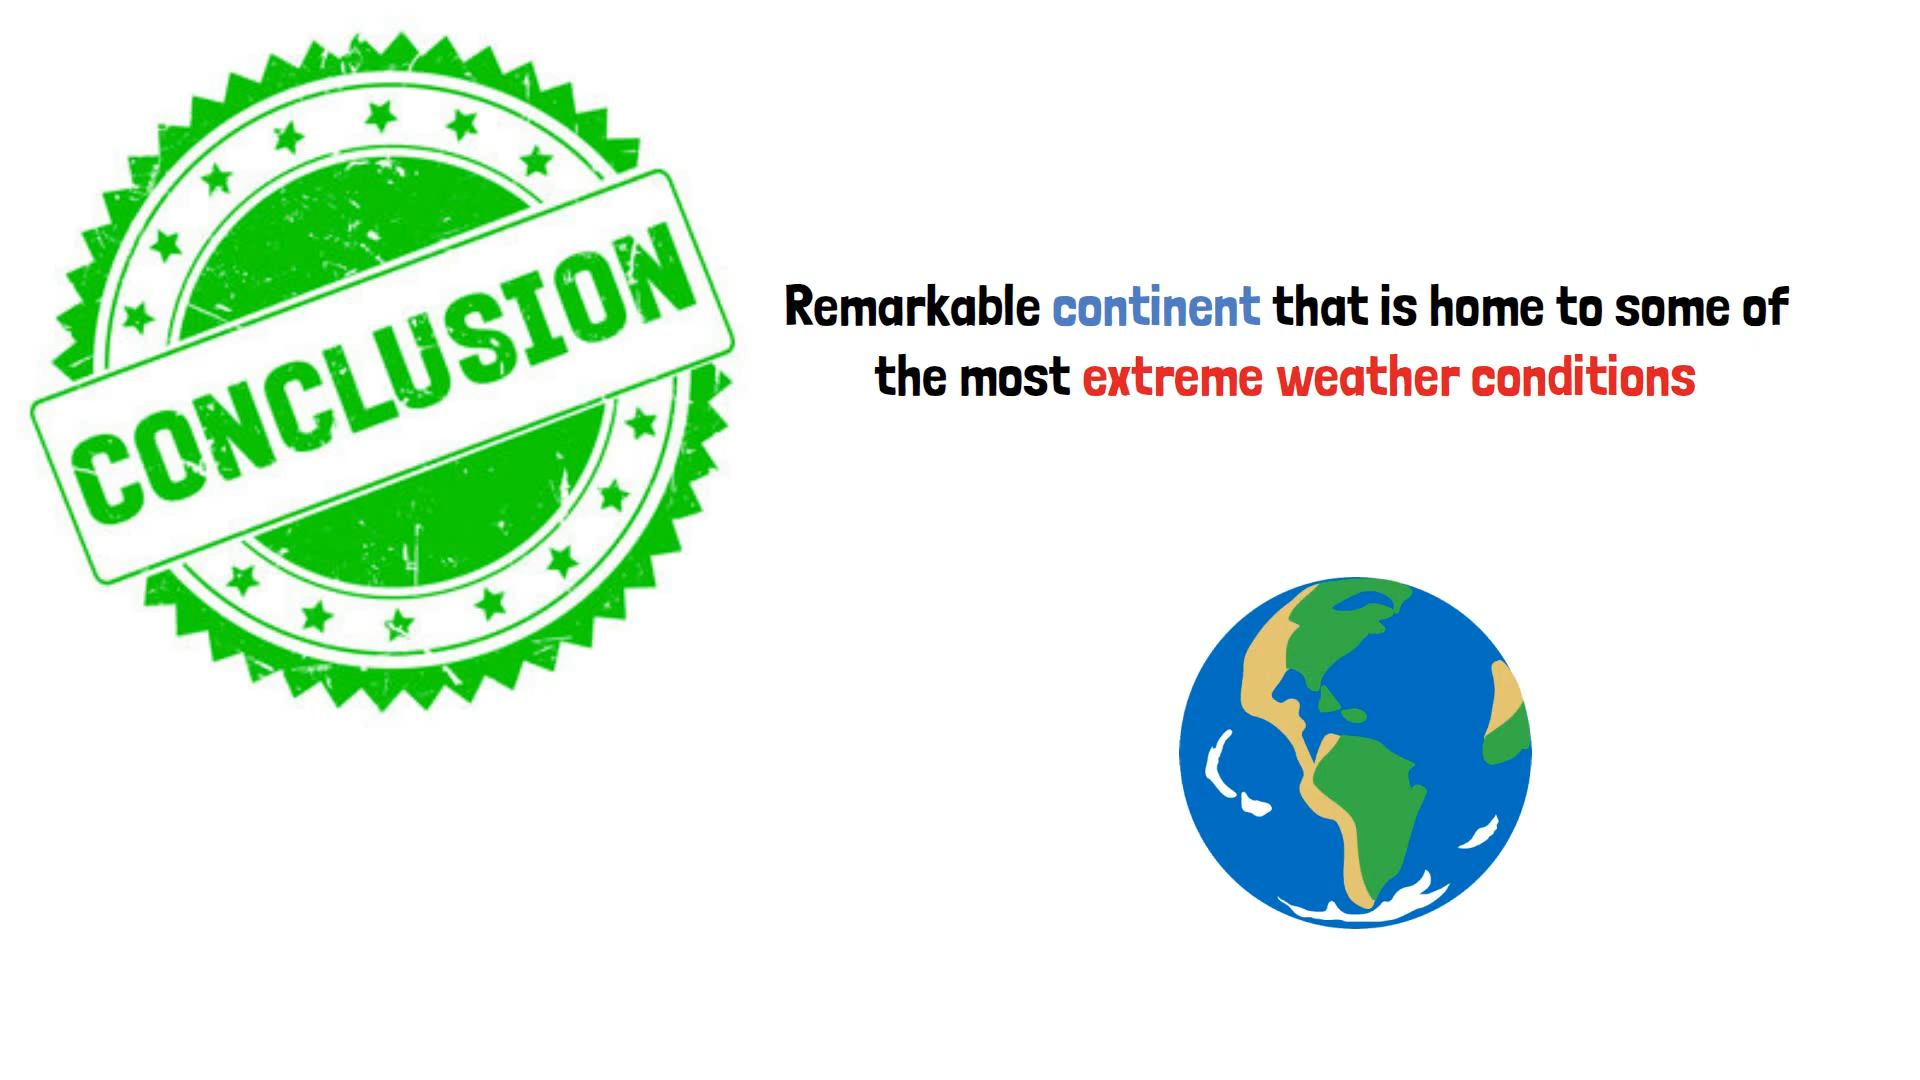 CONCLUSION
Remarkable continent that is home to some of
the most extreme weather conditions